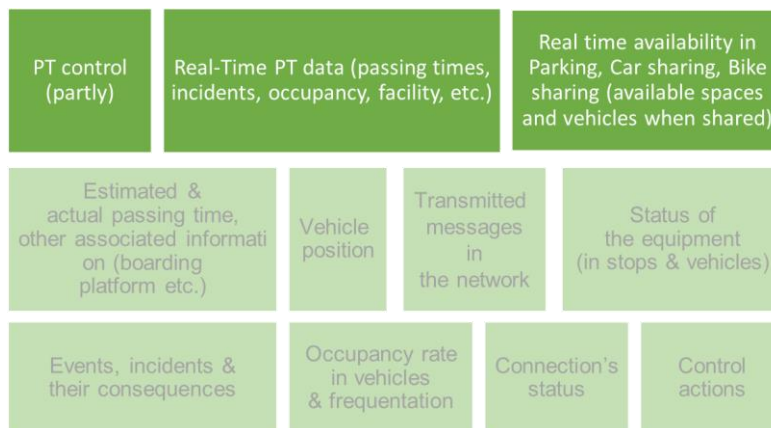 PT control
(partly)
Real-Time PT data (passing times,
incidents, occupancy, facility, etc.)
Real time availability in
Parking, Car sharing, Bike
sharing (available spaces
and vehicles when shared)
Estimated &
actual passing time,
other associated informati
on (boarding
platform etc.)
Vehicle
position
Transmitted
messages
in
the network
Status of
the equipment
(in stops & vehicles)
Events, incidents &
their consequences
Occupancy rate
in vehicles
& frequentation
Connection's
status
Control
actions